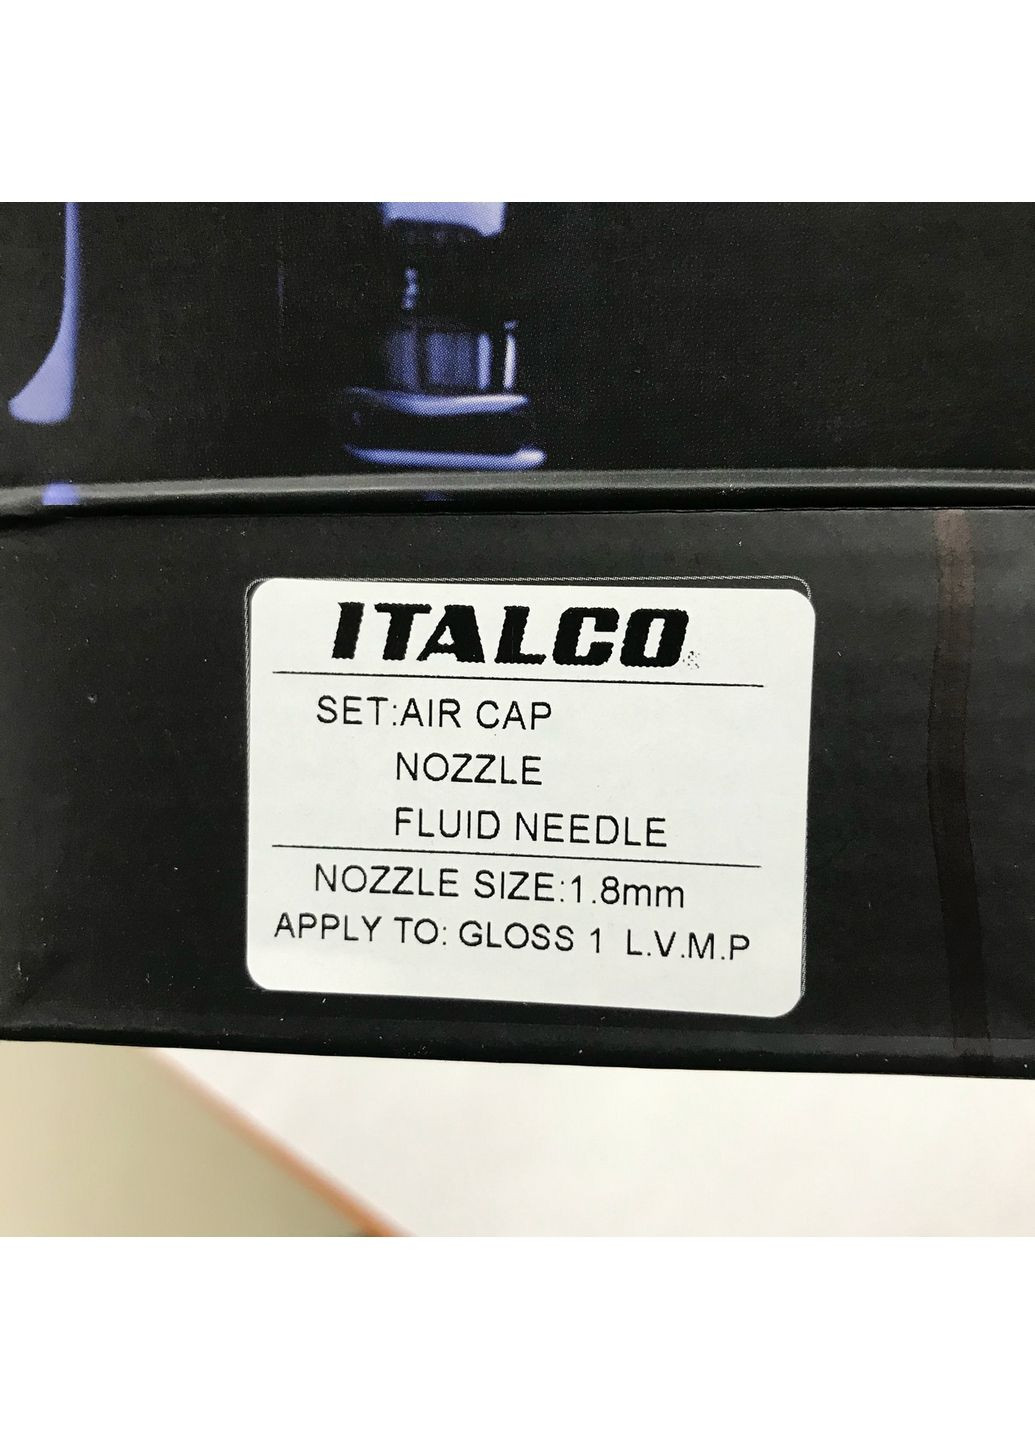 ITALCO
SET:AIR CAP
NOZZLE
FLUID NEEDLE
NOZZLE SIZE:1.8mm
APPLY TO: GLOSS 1 L.V.M.P